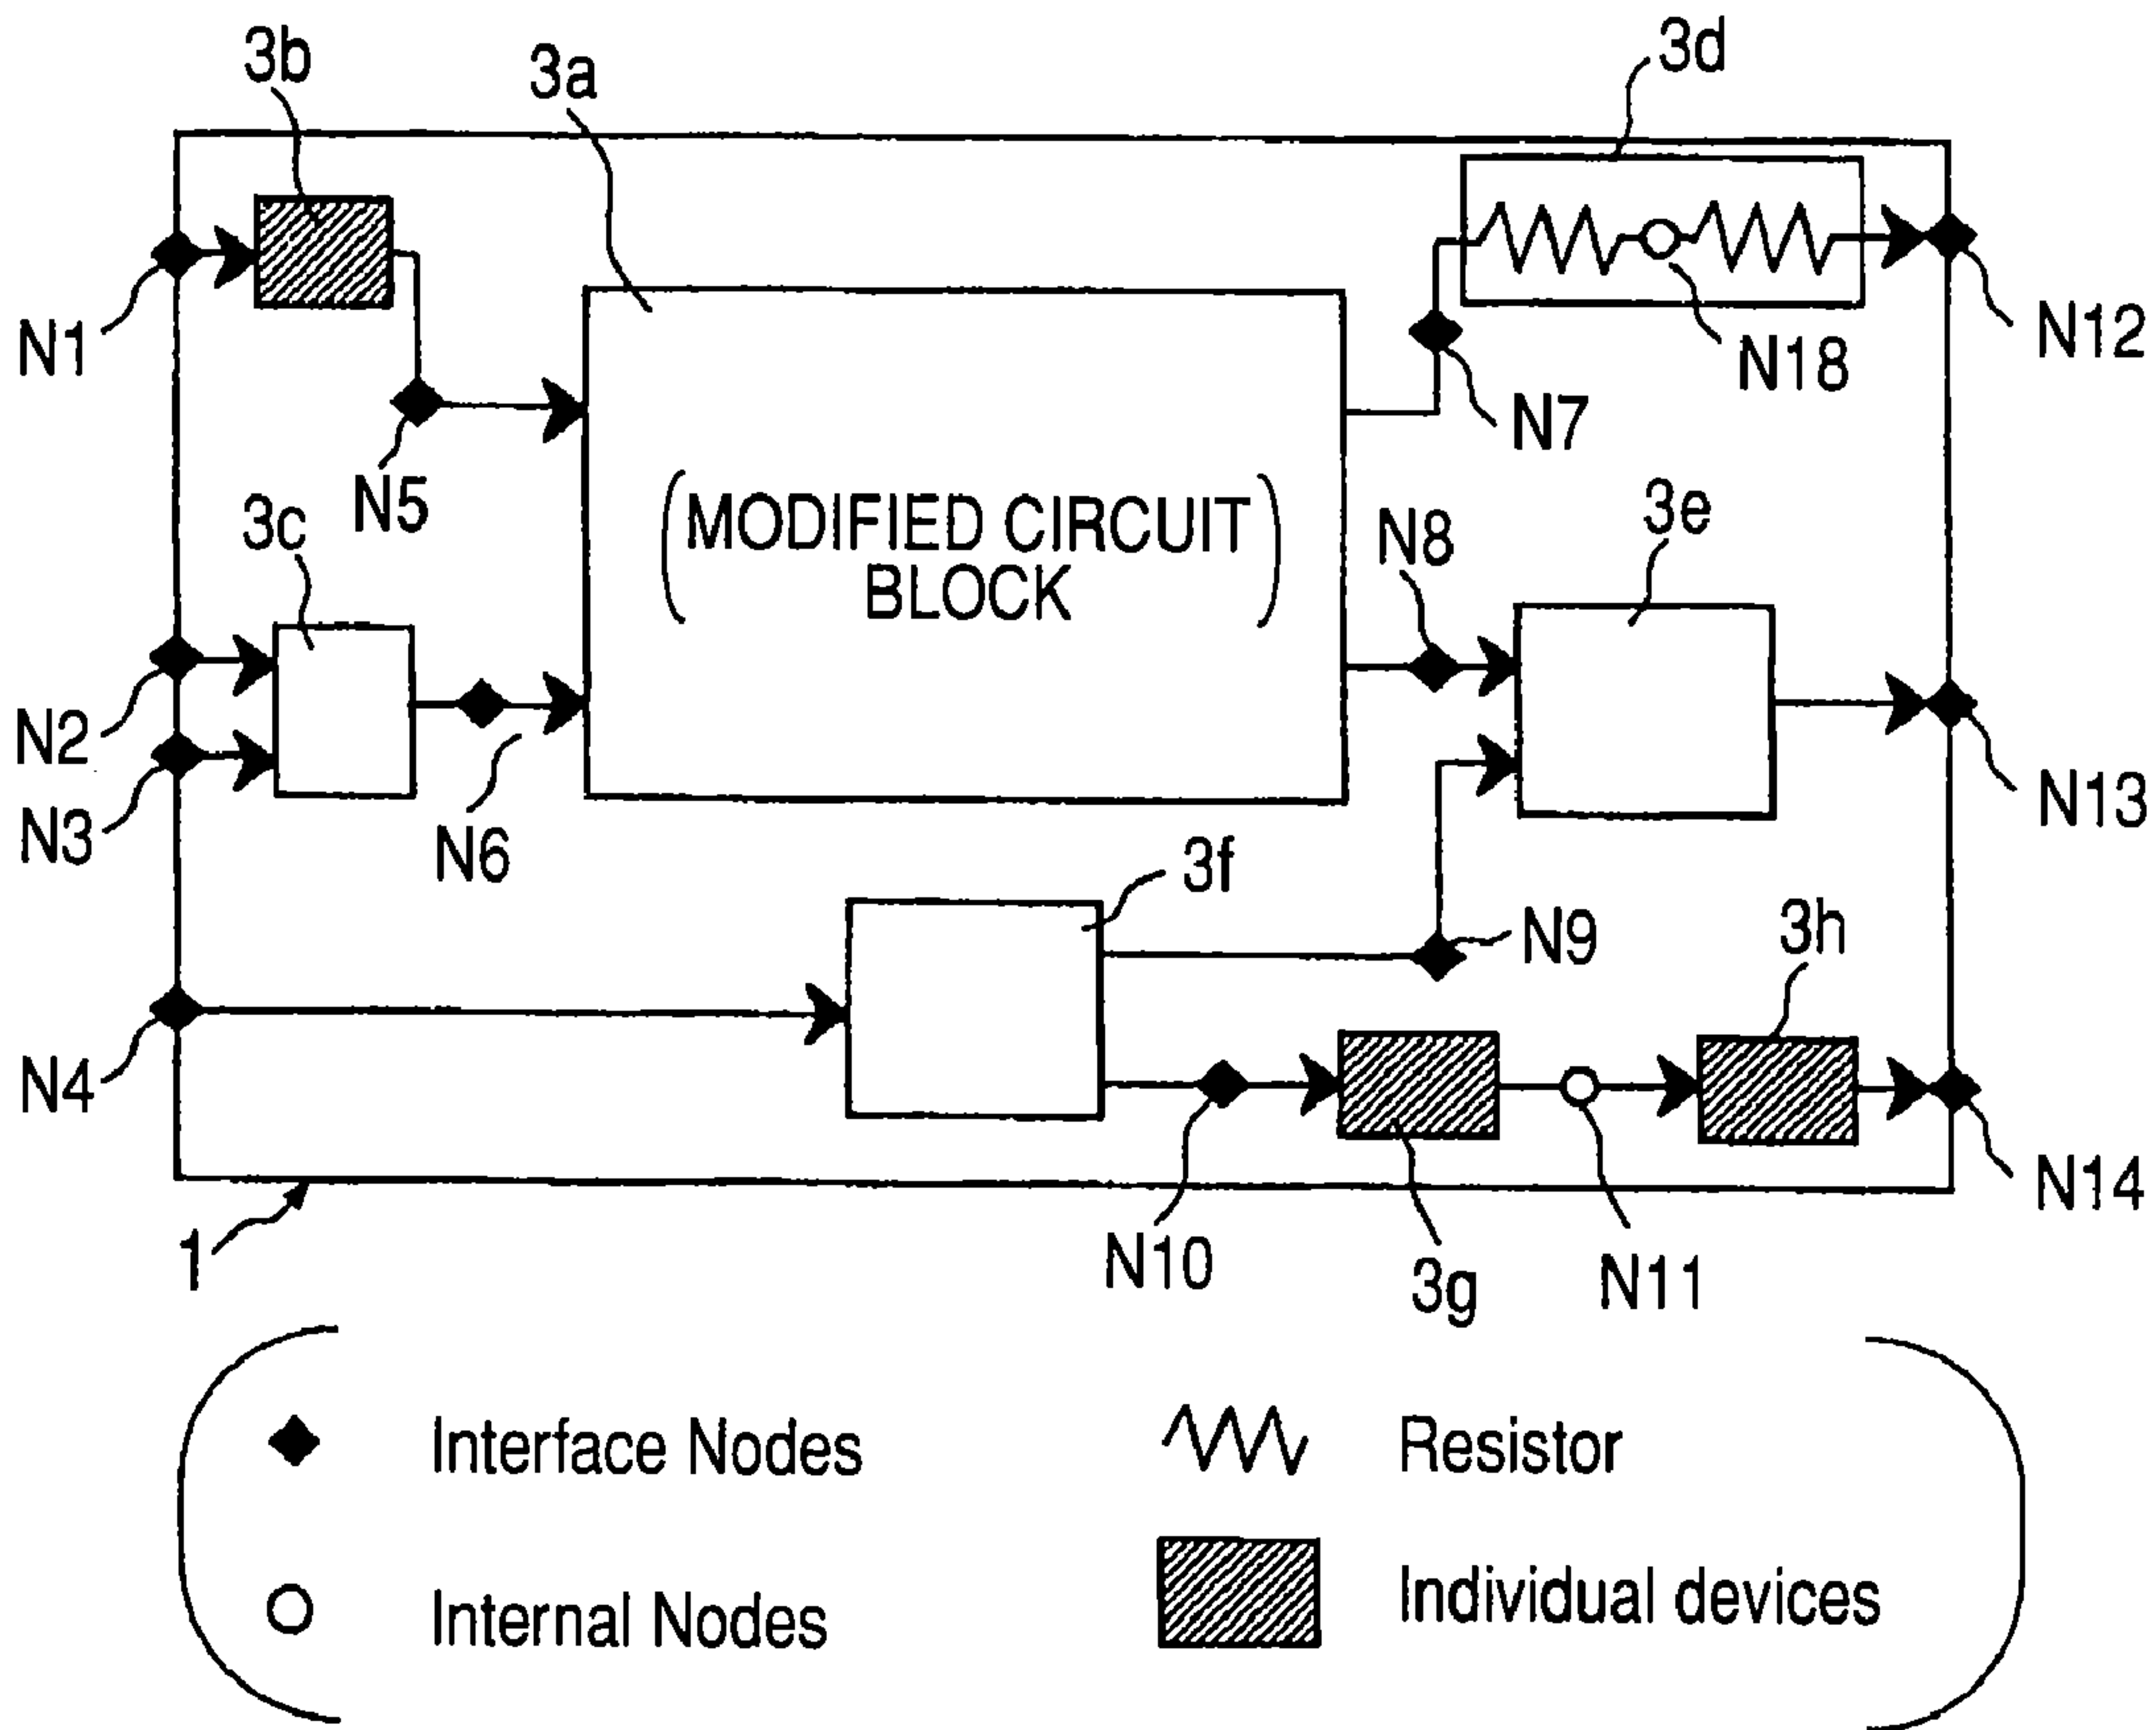 3b
3a
3d
N1
N12
N18
N7
N5
3c
(MODIFIED CIRCUIT
BLOCK)
N8
3e
N2
N3
N6
N13
3f
N9
3h
N4
N14
1
N10
3g
N11
Interface Nodes
Resistor
Internal Nodes
Individual devices